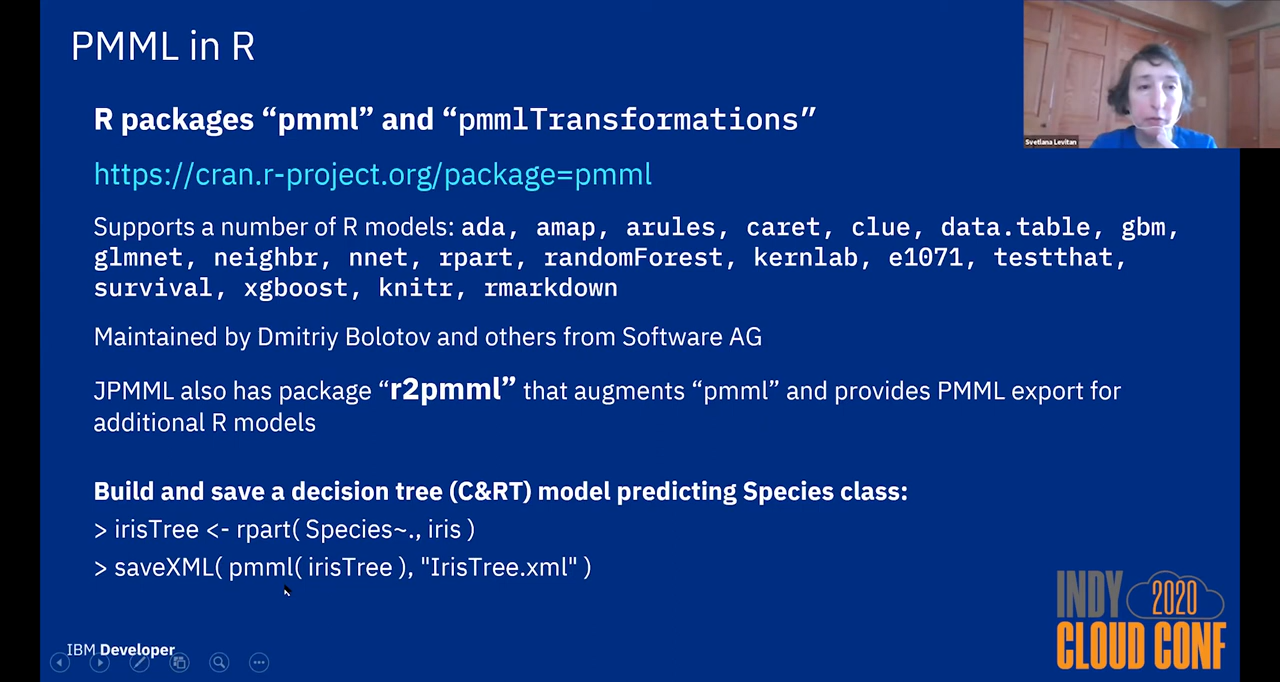 PMML in R
R packages “pmml” and “pmmlTransformations”
https://cran.r-project.org/package=pmml
Supports a number of R models: ada, amap, arules, caret, clue, data.table, gbm,
glmnet, neighbr, nnet, rpart, randomForest, kernlab, e1071, testthat,
survival, xgboost, knitr, rmarkdown
Maintained by Dmitriy Bolotov and others from Software AG
JPMML also has package “r2pmml” that augments “pmml” and provides PMML export for
additional R models
Build and save a decision tree (C&RT) model predicting Species class:
> irisTree <- rpart( Species~., iris )
> saveXML( pmml( irisTree ), "IrisTree.xml" )
IBM Developer
Svetlana Levitan
INDY 2020
CLOUD CONF